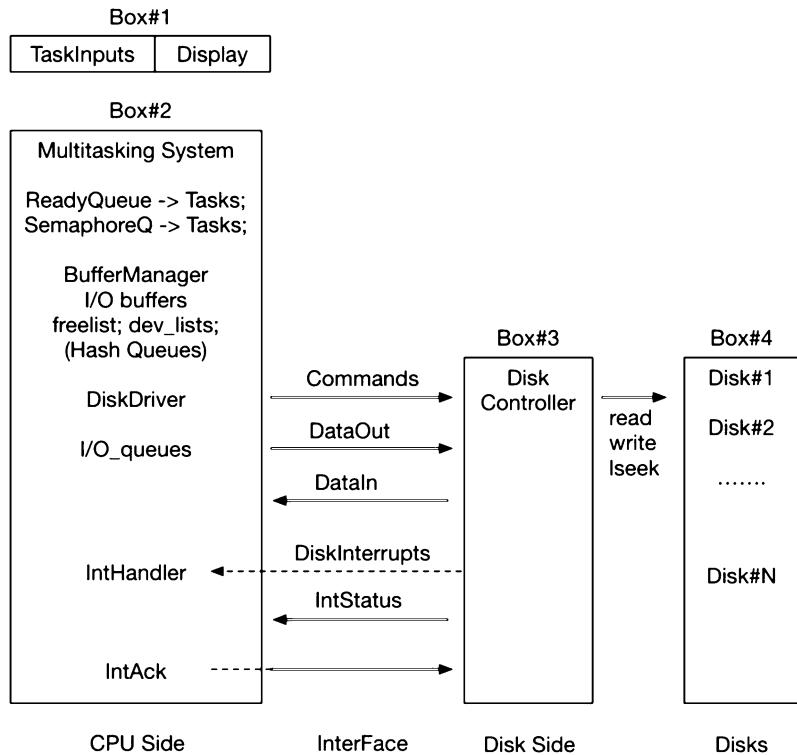 Box#1
TaskInputs Display
Box#2
Multitasking System
ReadyQueue -> Tasks;
SemaphoreQ -> Tasks;
BufferManager
I/O buffers
freelist; dev_lists;
(Hash Queues)
DiskDriver
I/O_queues
IntHandler
IntAck
CPU Side
Commands
DataOut
DataIn
DiskInterrupts
IntStatus
InterFace
Box#3
Disk
Controller
Disk Side
read
write
lseek
Box#4
Disk#1
Disk#2
.......
Disk#N
Disks